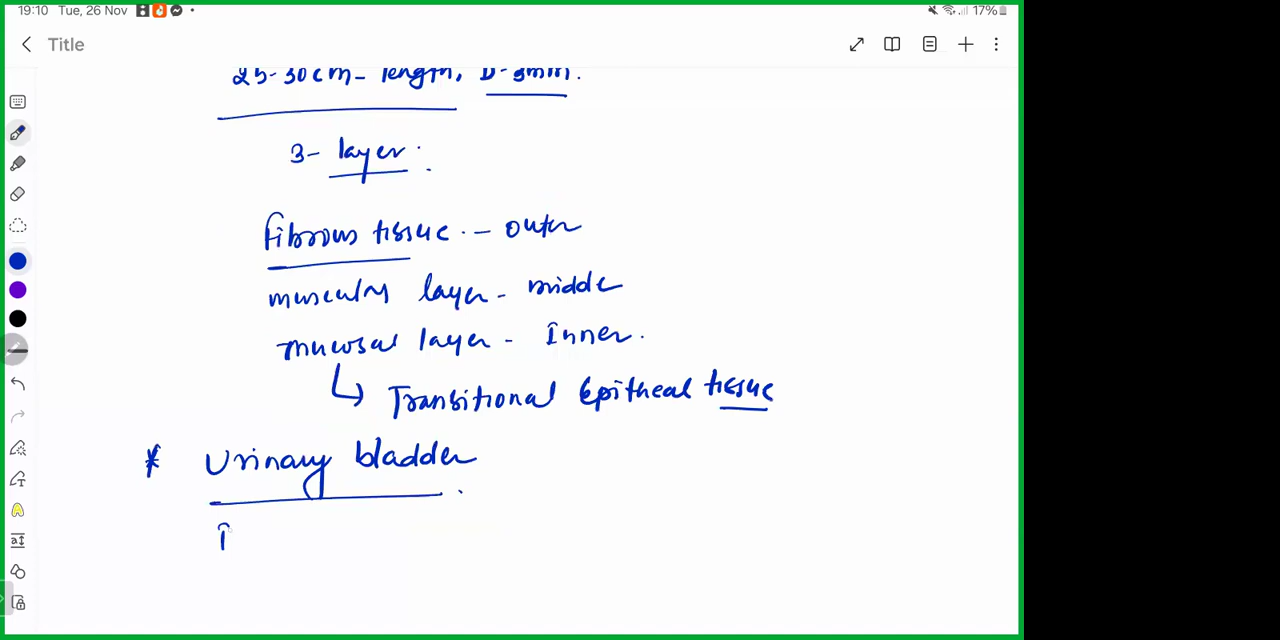 19:10 Tue, 26 Nov
17%
Title
25-30cm- length, D-3mm.
3- layer.
fibrous tissue - outer
muscular layer - middle
mucosal layer - Inner.
Transitional Epitheal tissue
* Urinary bladder
I